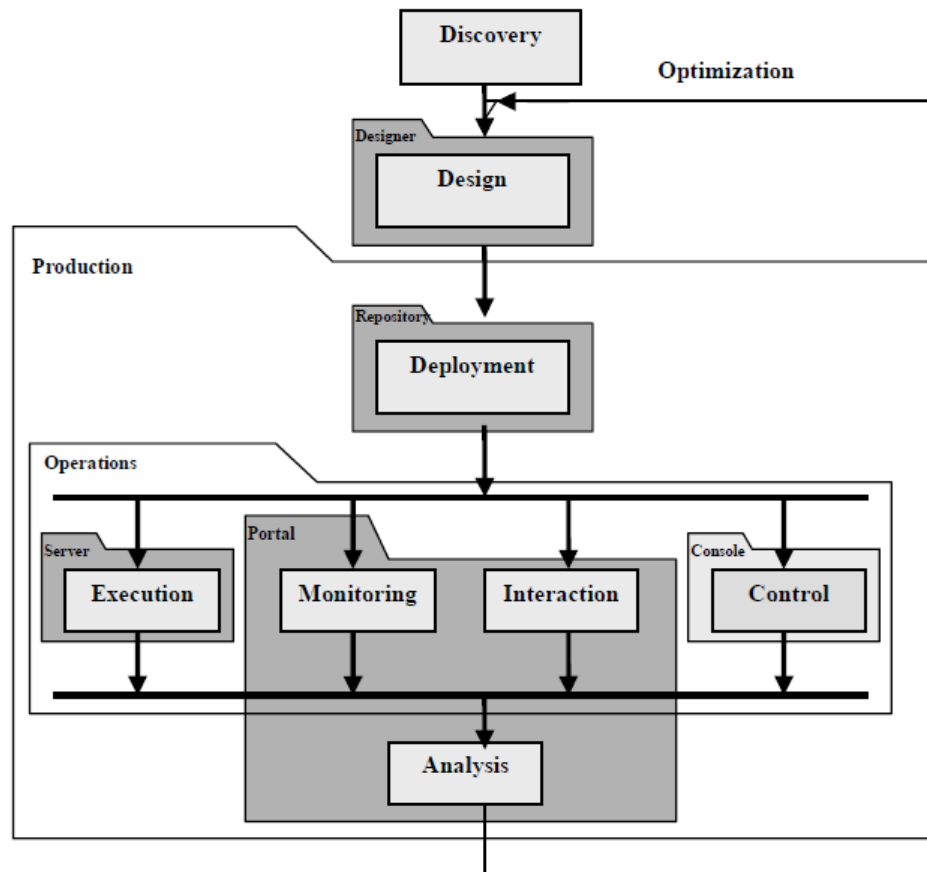 Discovery
Optimization
Designer
Design
Production
Repository
Deployment
Operations
Server
Portal
Console
Execution
Monitoring
Interaction
Control
Analysis